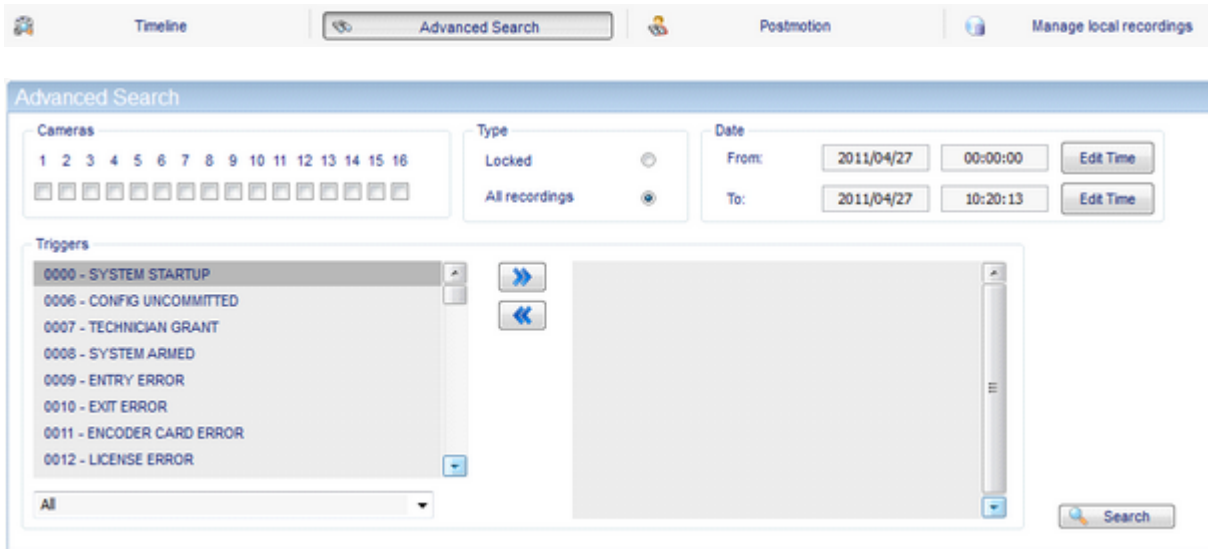 Timeline Advanced Search Postmotion Manage local recordings
Advanced Search
Cameras Type Date
1 2 3 4 5 6 7 8 9 10 11 12 13 14 15 16 Locked From: 2011/04/27 00:00:00 Edit Time
All recordings To: 2011/04/27 10:20:13 Edit Time
Triggers
0000 - SYSTEM STARTUP
0006 - CONFIG UNCOMMITTED
0007 - TECHNICIAN GRANT
0008 - SYSTEM ARMED
0009 - ENTRY ERROR
0010 - EXIT ERROR
0011 - ENCODER CARD ERROR
0012 - LICENSE ERROR
All
Search